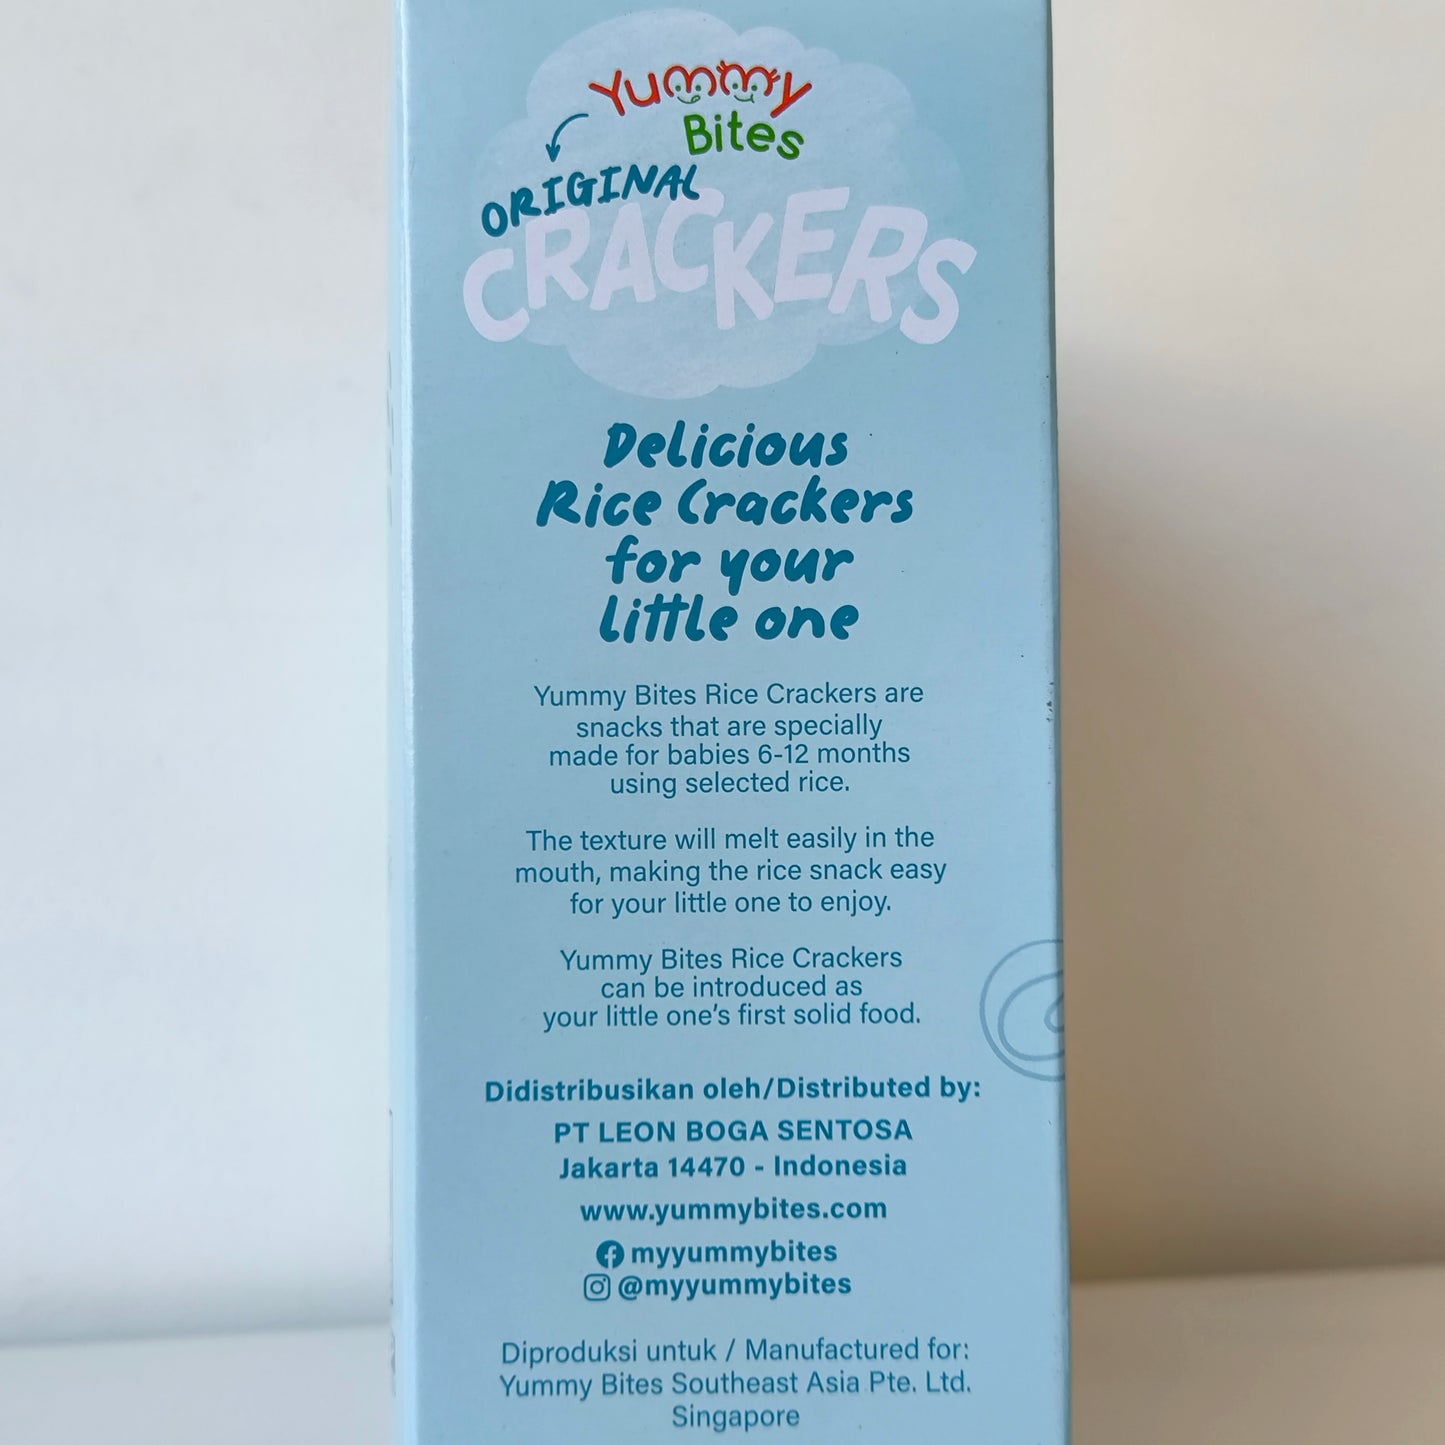 Yummy
Bites
ORIGINAL
CRACKERS
Delicious
Rice Crackers
for your
little one
Yummy Bites Rice Crackers are
snacks that are specially
made for babies 6-12 months
using selected rice.
The texture will melt easily in the
mouth, making the rice snack easy
for your little one to enjoy.
Yummy Bites Rice Crackers
can be introduced as
your little one's first solid food.
Didistribusikan oleh/Distributed by:
PT LEON BOGA SENTOSA
Jakarta 14470 - Indonesia
www.yummybites.com
myyummybites
@myyummybites
Diproduksi untuk / Manufactured for:
Yummy Bites Southeast Asia Pte. Ltd.
Singapore